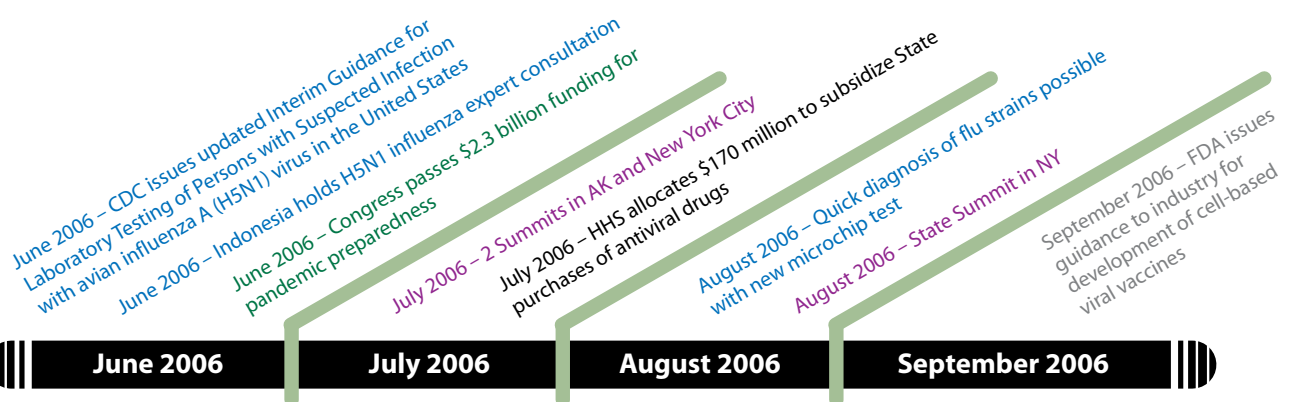 June 2006 – CDC issues updated Interim Guidance for
Laboratory Testing of Persons with Suspected Infection
with avian influenza A (H5N1) virus in the United States
June 2006 – Indonesia holds H5N1 influenza expert consultation
June 2006 – Congress passes $2.3 billion funding for
pandemic preparedness
July 2006 – 2 Summits in AK and New York City
July 2006 – HHS allocates $170 million to subsidize State
purchases of antiviral drugs
August 2006 – Quick diagnosis of flu strains possible
with new microchip test
August 2006 – State Summit in NY
September 2006 – FDA issues
guidance to industry for
development of cell-based
viral vaccines
June 2006
July 2006
August 2006
September 2006